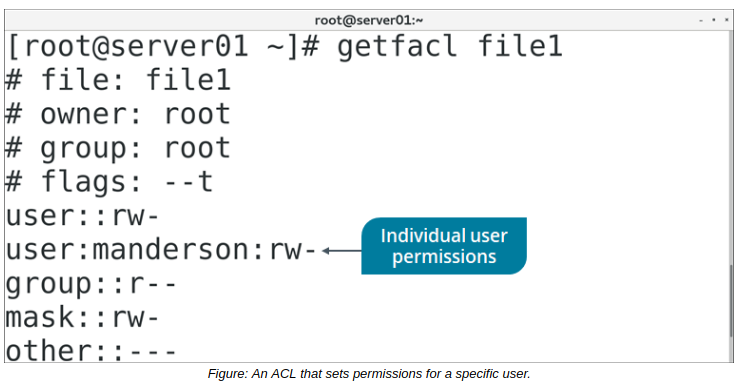 root@server01:~
[root@server01 ~]# getfacl file1
# file: file1
# owner: root
# group: root
# flags: --t
user::rw-
user:manderson:rw-
Individual user
permissions
group::r--
mask::rw-
other::---
Figure: An ACL that sets permissions for a specific user.